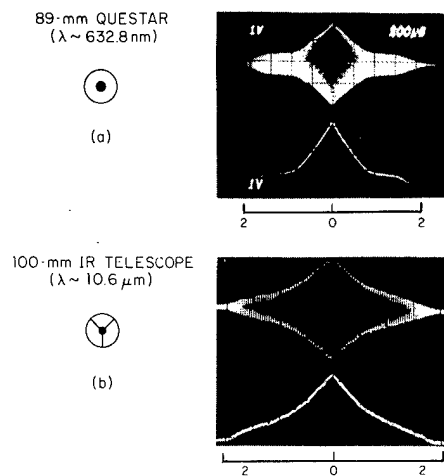 89-mm QUESTAR
(λ~ 632.8 nm)
(a)
1V
1V
2 0 2
100-mm IR TELESCOPE
(λ~ 10.6 μm)
(b)
2 0 2